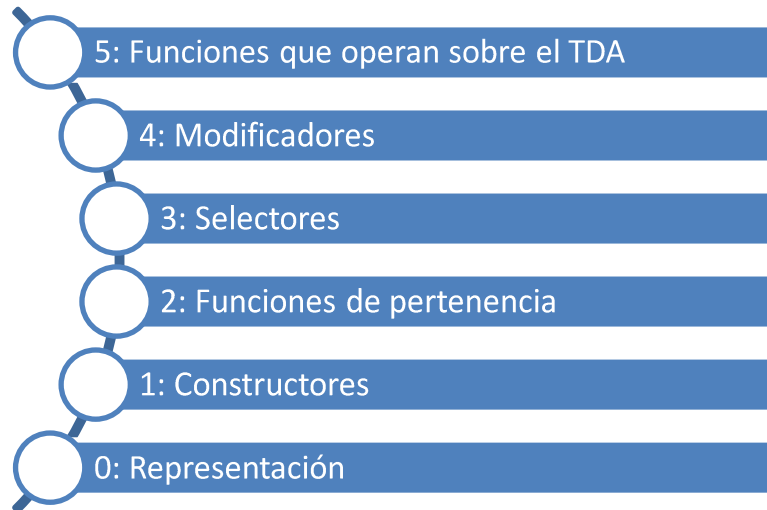 5: Funciones que operan sobre el TDA
4: Modificadores
3: Selectores
2: Funciones de pertenencia
1: Constructores
0: Representación